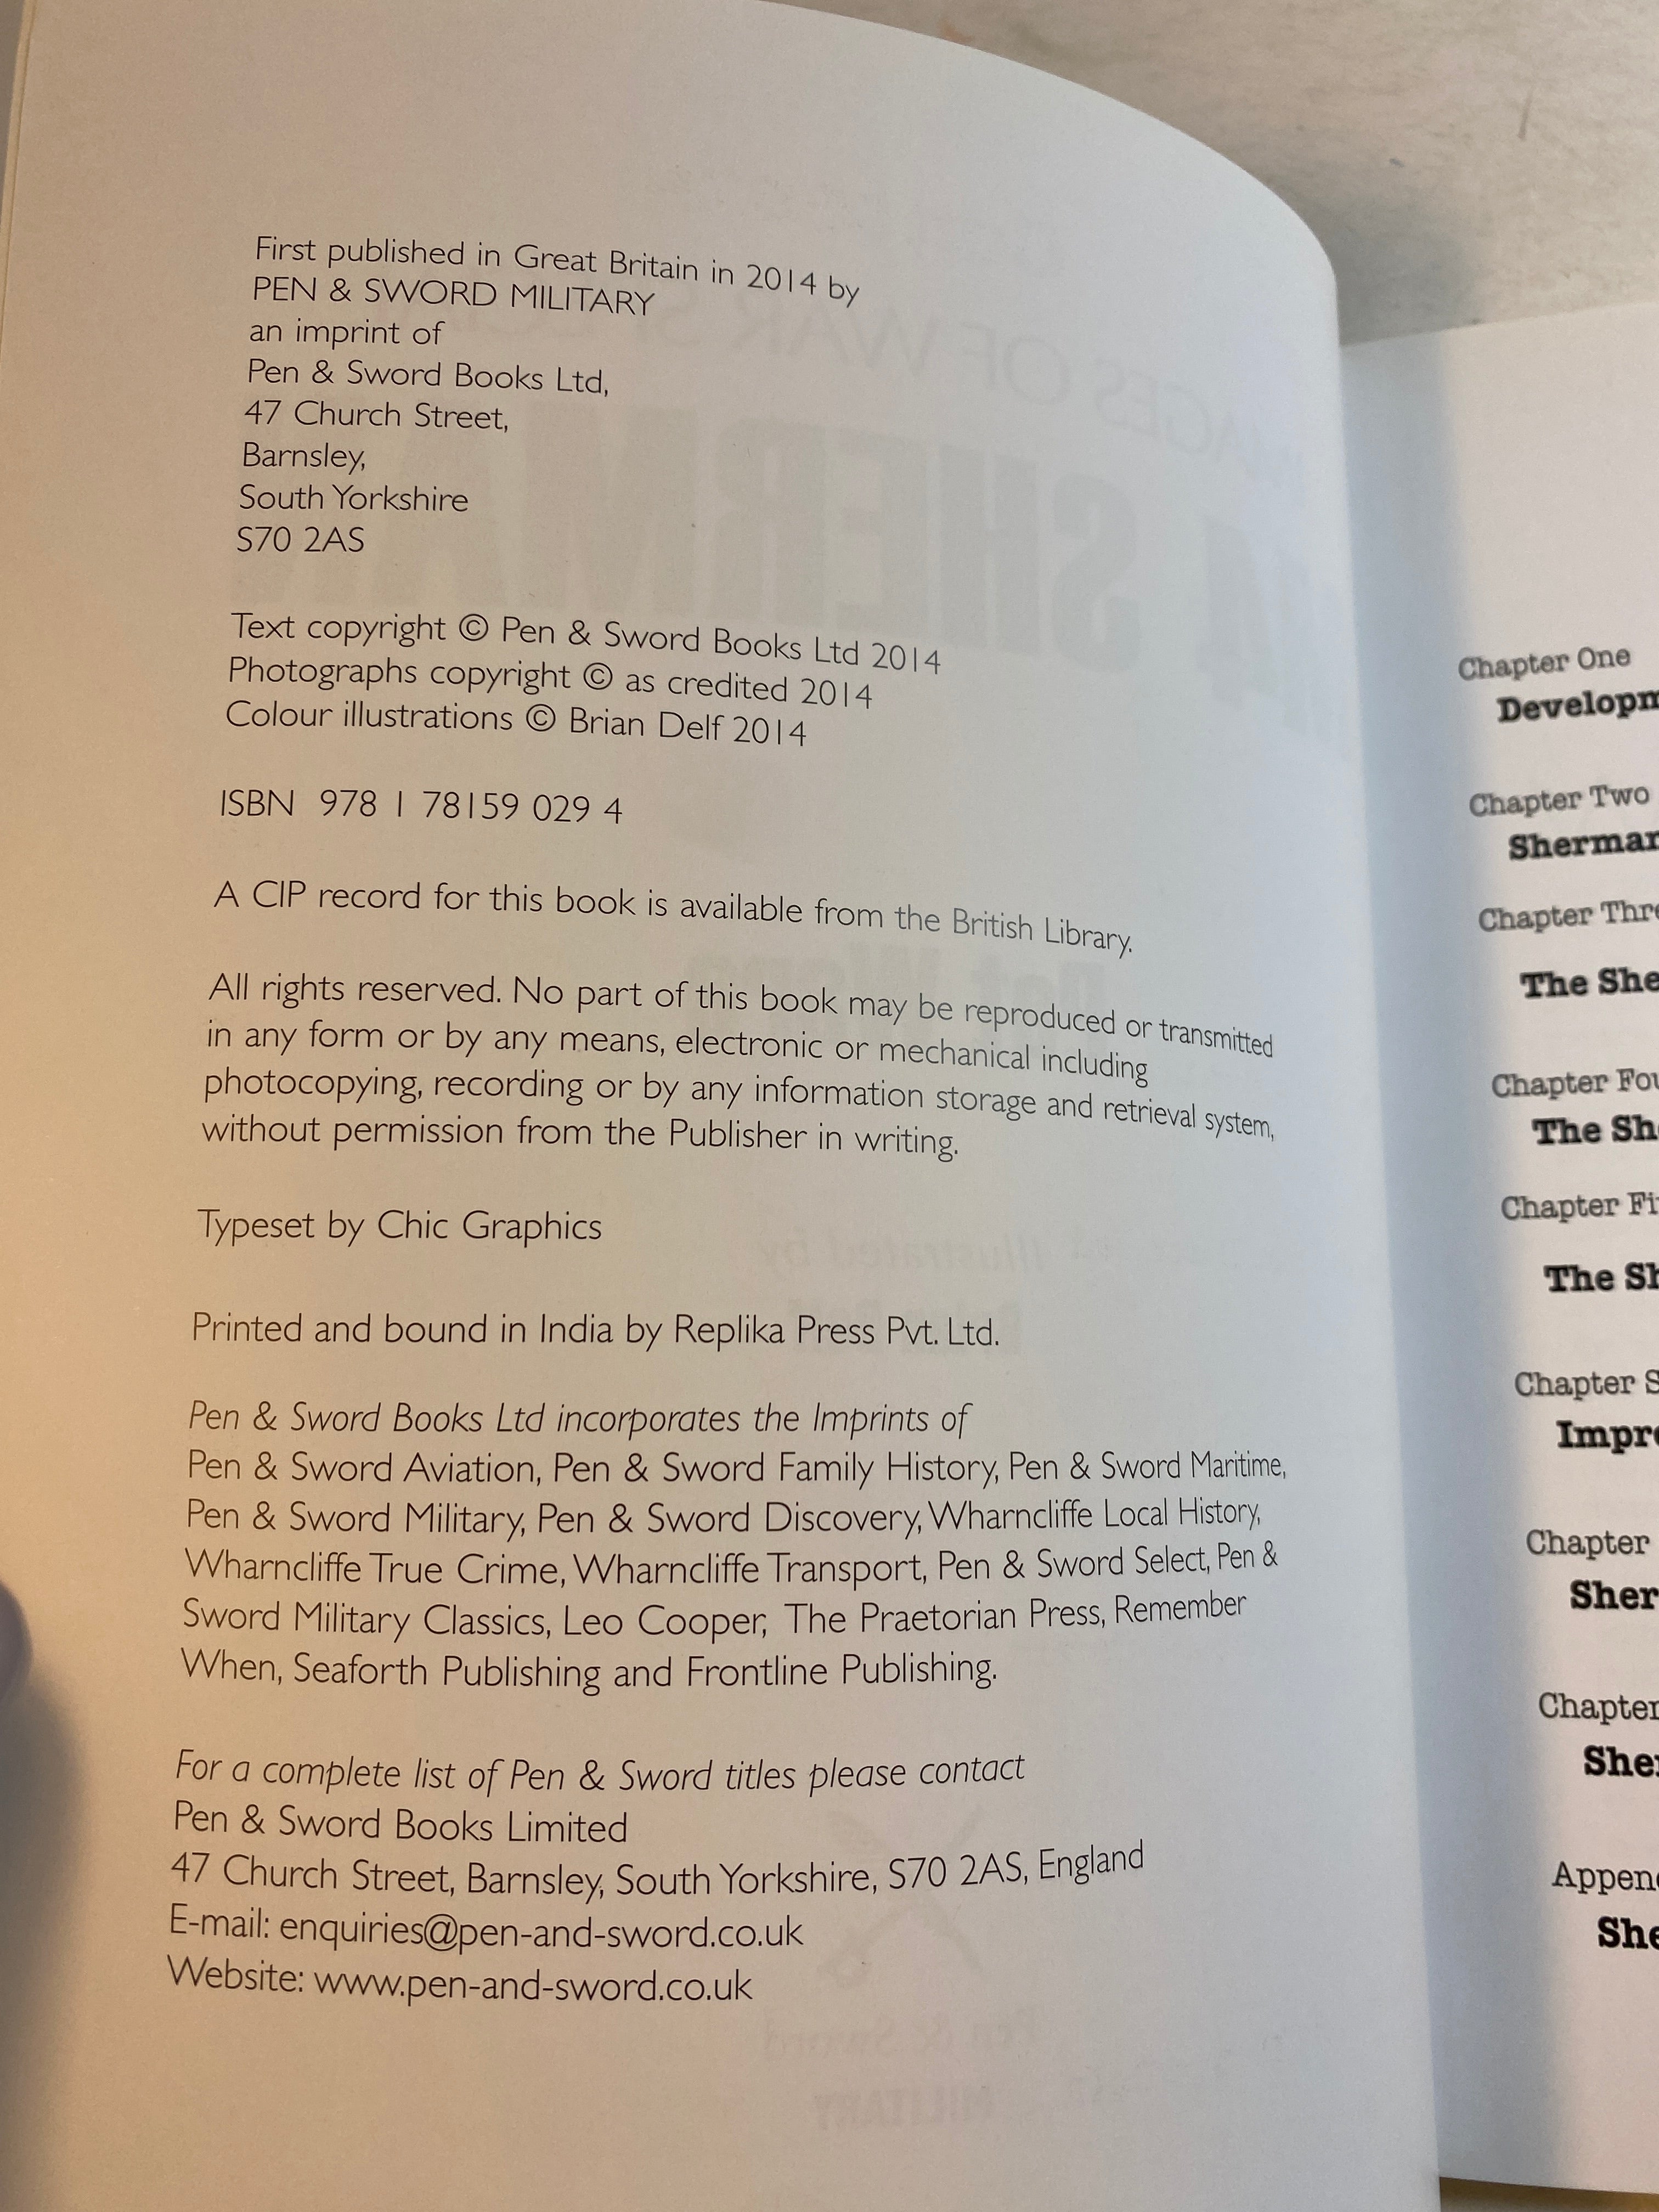 First published in Great Britain in 2014 by
PEN & SWORD MILITARY
an imprint of
Pen & Sword Books Ltd,
47 Church Street,
Barnsley,
South Yorkshire
S70 2AS
Text copyright © Pen & Sword Books Ltd 2014
Photographs copyright © as credited 2014
Colour illustrations © Brian Delf 2014
ISBN 978 1 78159 029 4
A CIP record for this book is available from the British Library.
All rights reserved. No part of this book may be reproduced or transmitted
in any form or by any means, electronic or mechanical including
photocopying, recording or by any information storage and retrieval system,
without permission from the Publisher in writing.
Typeset by Chic Graphics
Printed and bound in India by Replika Press Pvt. Ltd.
Pen & Sword Books Ltd incorporates the Imprints of
Pen & Sword Aviation, Pen & Sword Family History, Pen & Sword Maritime,
Pen & Sword Military, Pen & Sword Discovery, Wharncliffe Local History,
Wharncliffe True Crime, Wharncliffe Transport, Pen & Sword Select, Pen &
Sword Military Classics, Leo Cooper, The Praetorian Press, Remember
When, Seaforth Publishing and Frontline Publishing.
For a complete list of Pen & Sword titles please contact
Pen & Sword Books Limited
47 Church Street, Barnsley, South Yorkshire, S70 2AS, England
E-mail: enquiries@pen-and-sword.co.uk
Website: www.pen-and-sword.co.uk
Chapter One
Chapter Two
Chapter
The
Chapter
The
Chapter
The
Chapter
Chapter
Chapter